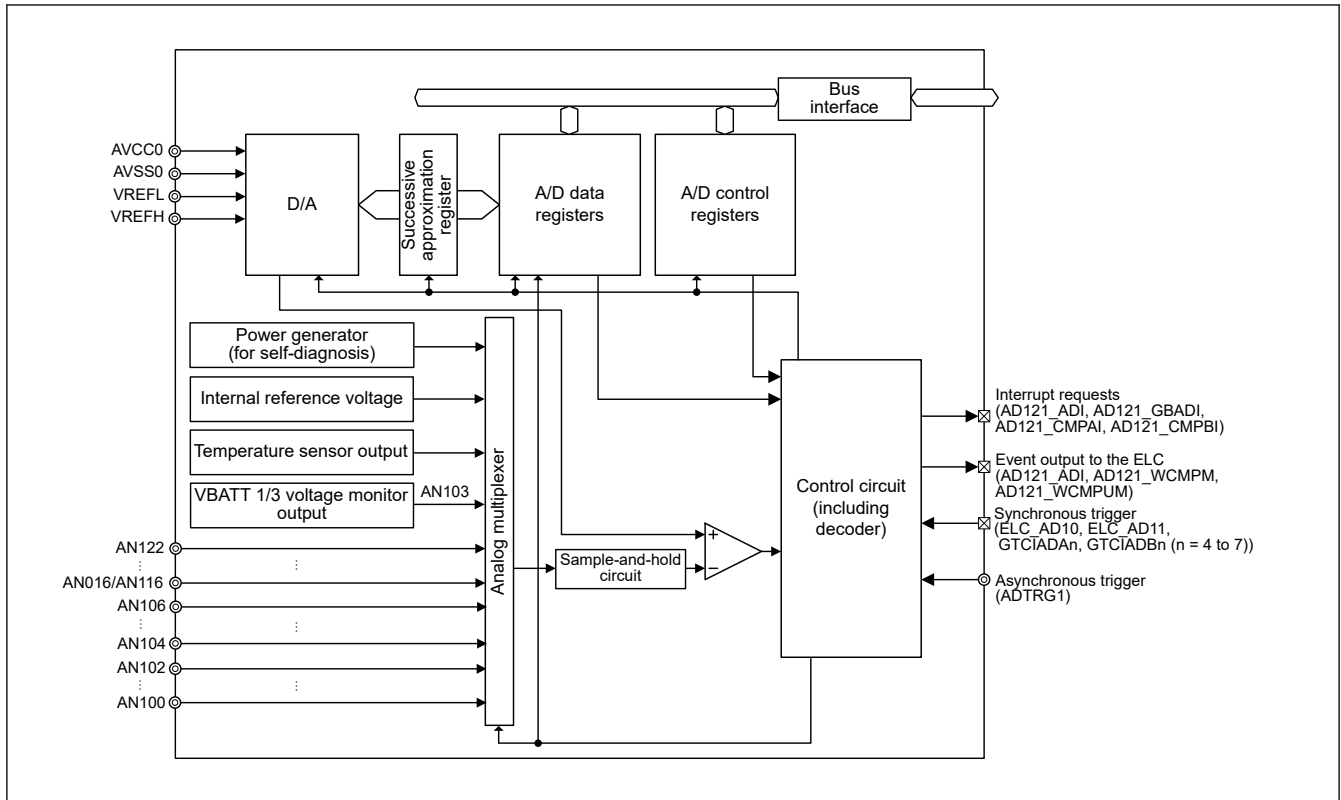 Bus
interface
AVCC0
AVSS0
VREFL
VREFH
D/A
Successive
approximation
register
A/D data
registers
A/D control
registers
Power generator
(for self-diagnosis)
Internal reference voltage
Temperature sensor output
VBATT 1/3 voltage monitor
output
AN103
Analog multiplexer
AN122
AN016/AN116
AN106
AN104
AN102
AN100
Sample-and-hold
circuit
+
−
Control circuit
(including
decoder)
Interrupt requests
(AD121_ADI, AD121_GBADI,
AD121_CMPAI, AD121_CMPBI)
Event output to the ELC
(AD121_ADI, AD121_WCMPM,
AD121_WCMPUM)
Synchronous trigger
(ELC_AD10, ELC_AD11,
GTCIADAn, GTCIADBn (n = 4 to 7))
Asynchronous trigger
(ADTRG1)